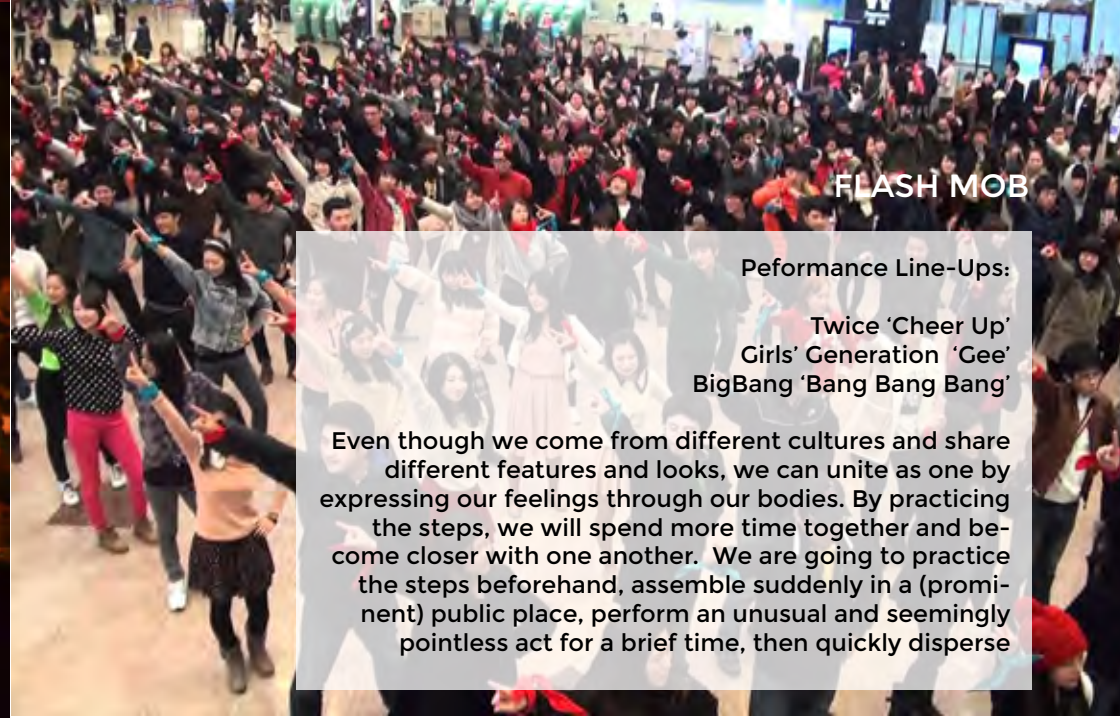 FLASH MOB
Peformance Line-Ups:
Twice ‘Cheer Up’
Girls’ Generation ‘Gee’
BigBang ‘Bang Bang Bang’
Even though we come from different cultures and share
different features and looks, we can unite as one by
expressing our feelings through our bodies. By practicing
the steps, we will spend more time together and be-
come closer with one another. We are going to practice
the steps beforehand, assemble suddenly in a (promi-
nent) public place, perform an unusual and seemingly
pointless act for a brief time, then quickly disperse